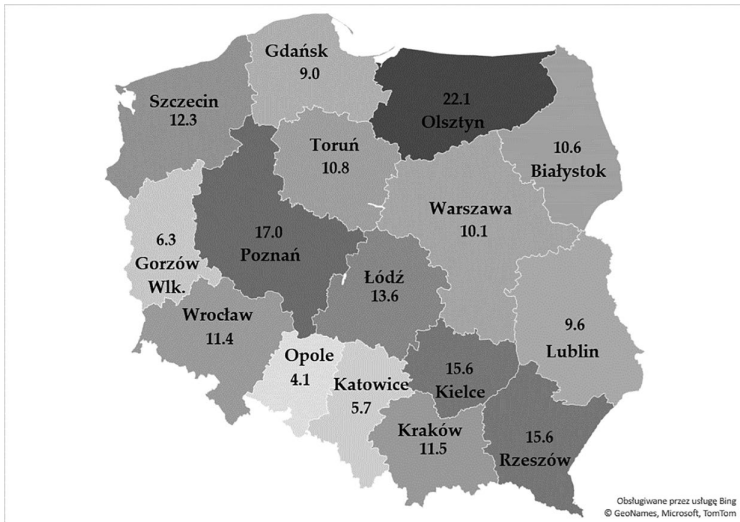 Gdańsk
9.0
Szczecin
12.3
22.1
Olsztyn
Toruń
10.8
10.6
Białystok
Warszawa
10.1
6.3
Gorzów
Wlk.
17.0
Poznań
Łódź
13.6
Wrocław
11.4
9.6
Lublin
Opole
4.1
Katowice
5.7
15.6
Kielce
Kraków
11.5
15.6
Rzeszów
Obsługiwane przez usługę Bing
© GeoNames, Microsoft, TomTom